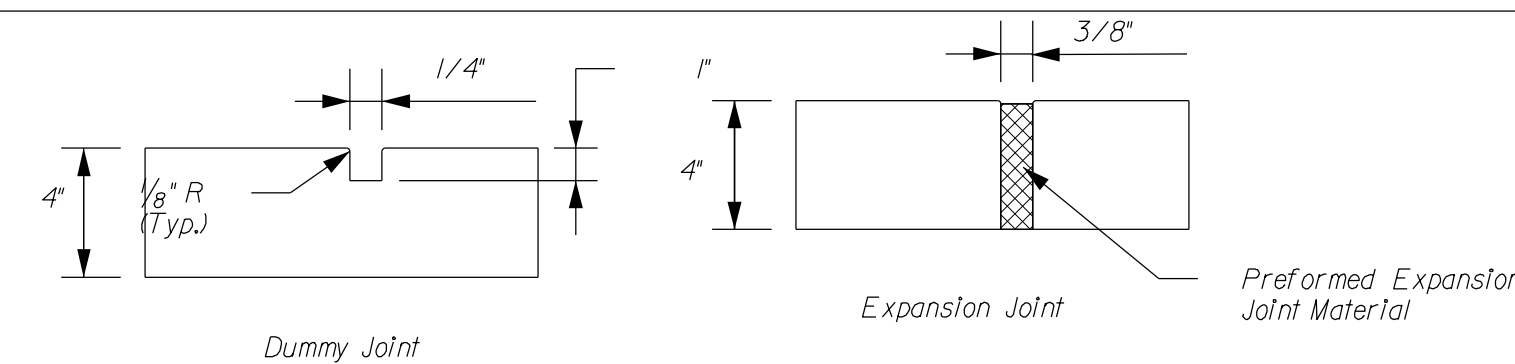 1/4"
1"
4"
1/8" R
(Typ.)
Dummy Joint
3/8"
4"
Expansion Joint
Preformed Expansion
Joint Material